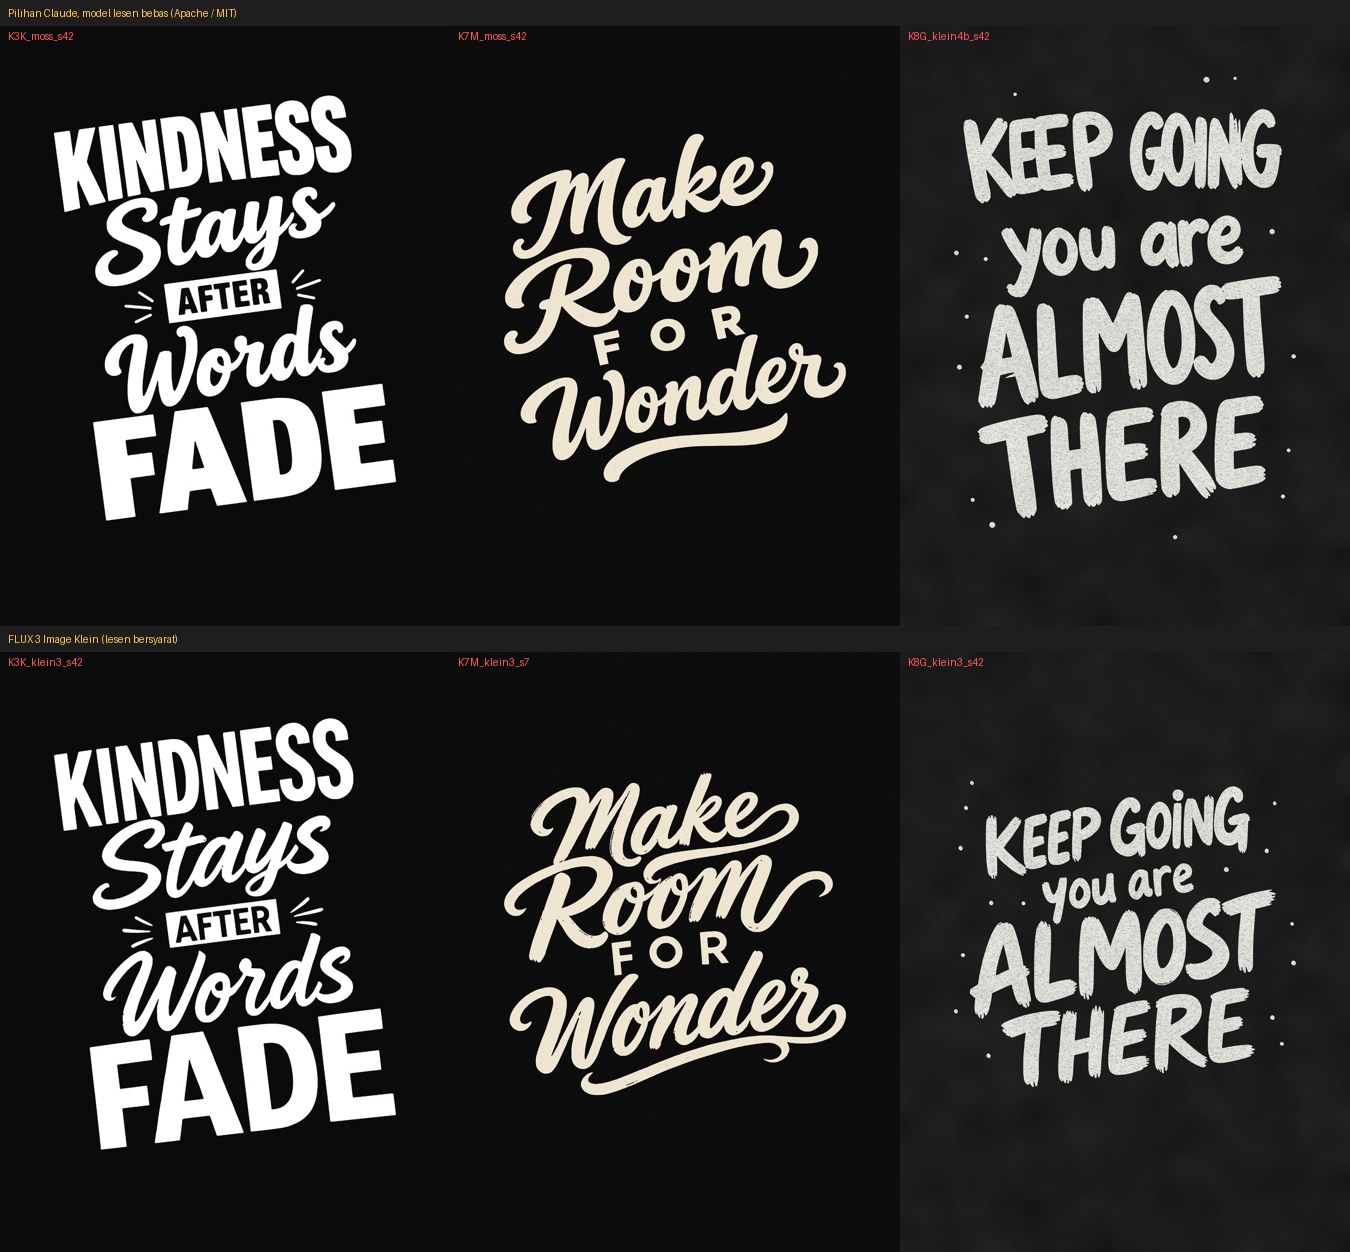 Pilihan Claude, model lesen bebas (Apache / MIT)
K3K_moss_s42
KINDNESS
Stays
AFTER
Words
FADE
K7M_moss_s42
Make
Room
FOR
Wonder
K8G_klein4b_s42
KEEP GOING
you are
ALMOST
THERE
FLUX3 Image Klein (lesen bersyarat)
K3K_klein3_s42
KINDNESS
Stays
AFTER
Words
FADE
K7M_klein3_s7
Make
Room
FOR
Wonder
K8G_klein3_s42
KEEP GOiNG
you are
ALMOST
THERE